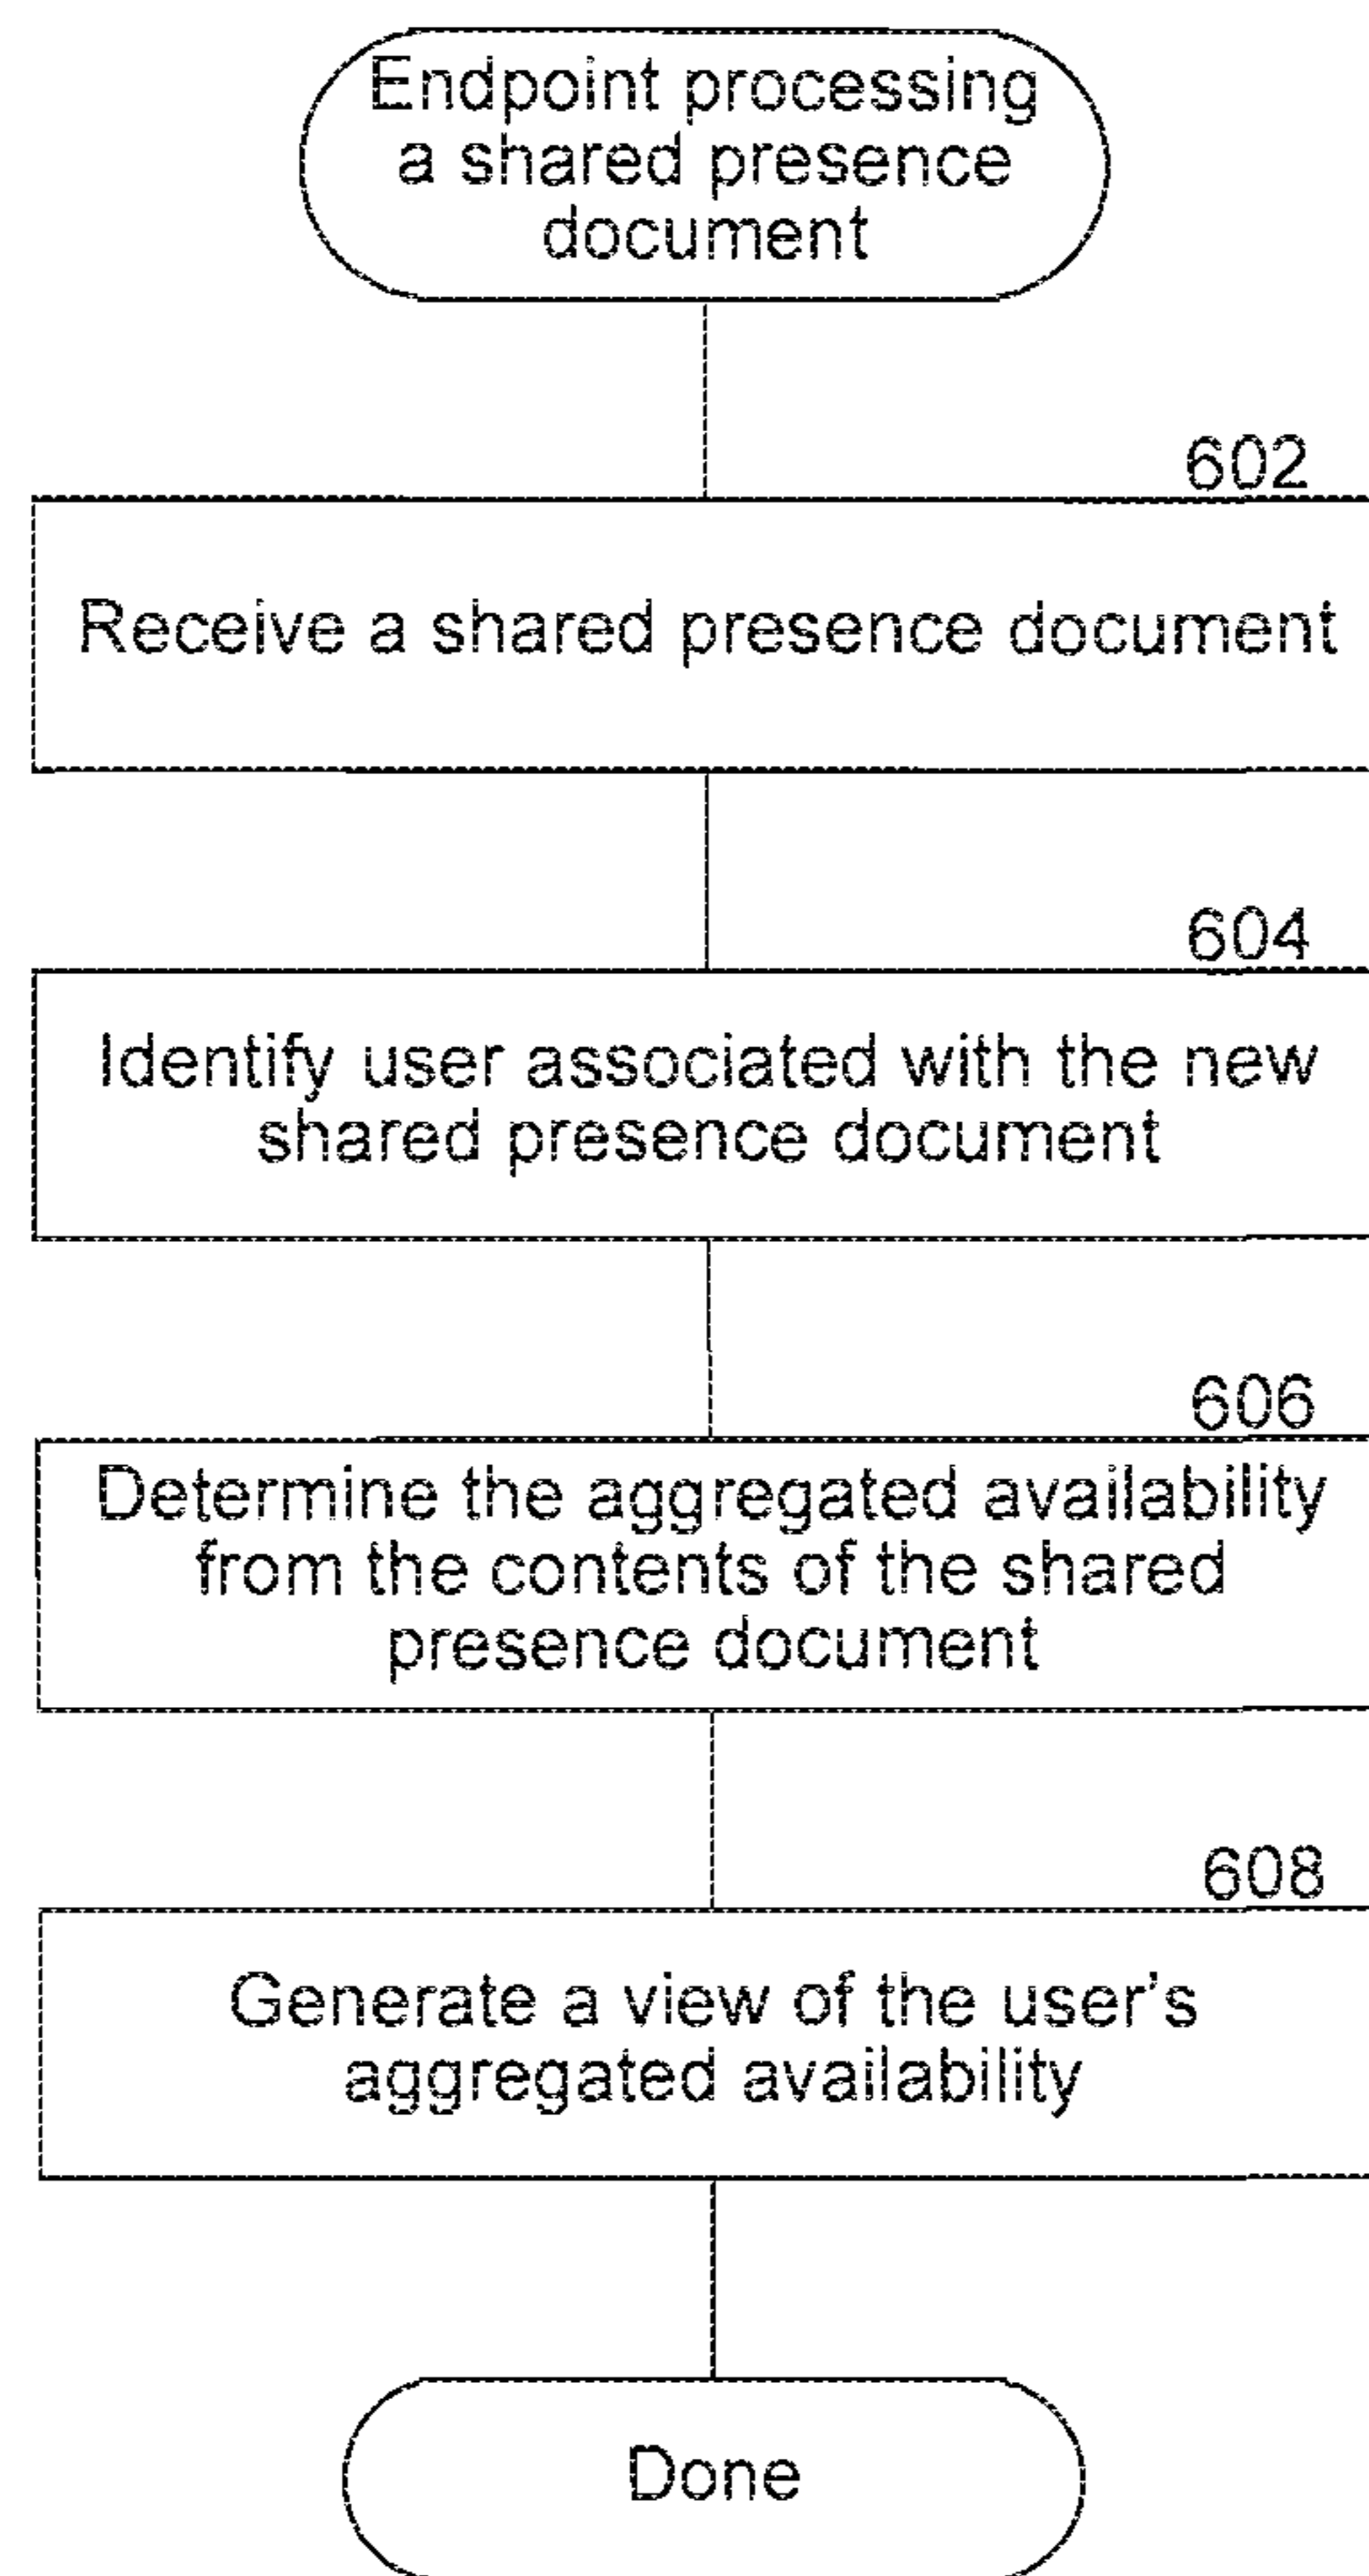 Endpoint processing
a shared presence
document
602
Receive a shared presence document
604
Identify user associated with the new
shared presence document
606
Determine the aggregated availability
from the contents of the shared
presence document
608
Generate a view of the user's
aggregated availability
Done